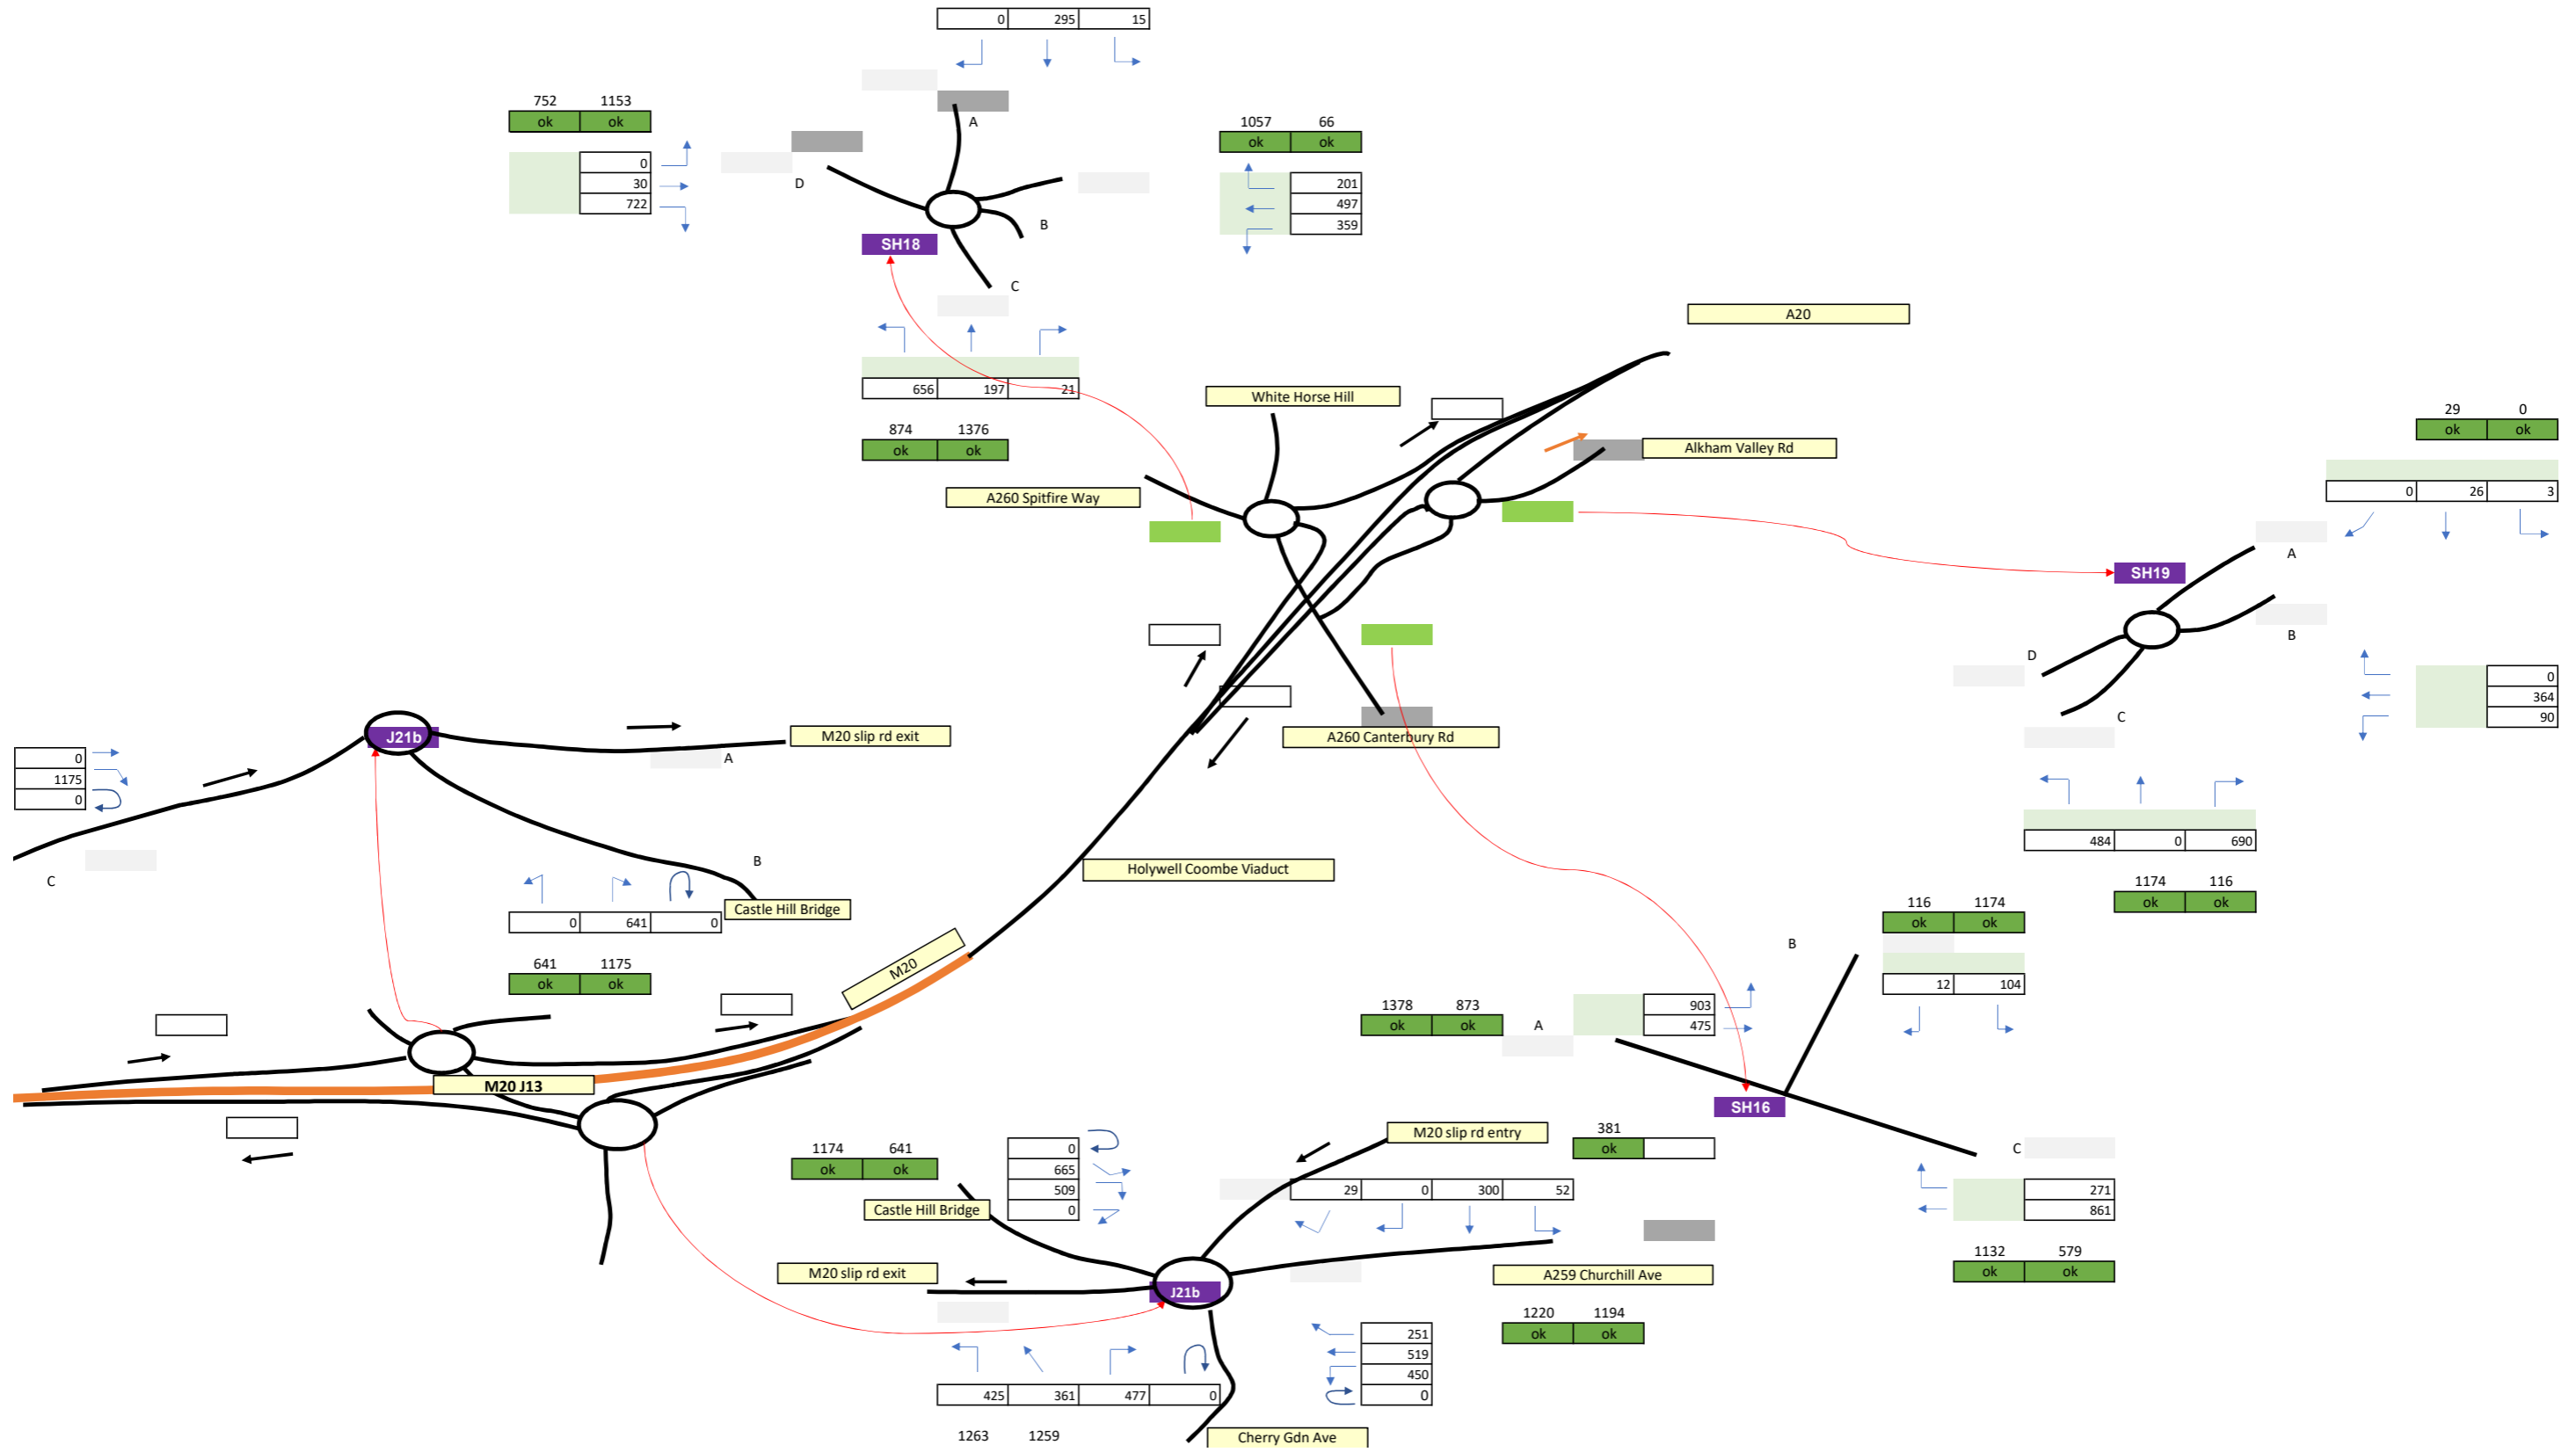 0 295 15
752 1153
ok ok
A
1057 66
ok ok
0
30
722
D
201
497
359
B
SH18
C
A20
656 197 21
White Horse Hill
874 1376
ok ok
29 0
ok ok
Alkham Valley Rd
A260 Spitfire Way
0 26 3
A
SH19
B
D
0
364
90
C
J21b
M20 slip rd exit
A260 Canterbury Rd
A
0
1175
0
484 0 690
B
Holywell Coombe Viaduct
C
1174 116
ok ok
Castle Hill Bridge
0 641 0
116 1174
ok ok
B
641 1175
ok ok
M20
12 104
1378 873
ok ok
A
903
475
M20 J13
SH16
M20 slip rd entry
381
ok
1174 641
ok ok
0
665
509
0
C
29 0 300 52
271
861
Castle Hill Bridge
1132 579
ok ok
M20 slip rd exit
J21b
A259 Churchill Ave
1220 1194
ok ok
251
519
450
0
425 361 477 0
1263 1259
Cherry Gdn Ave